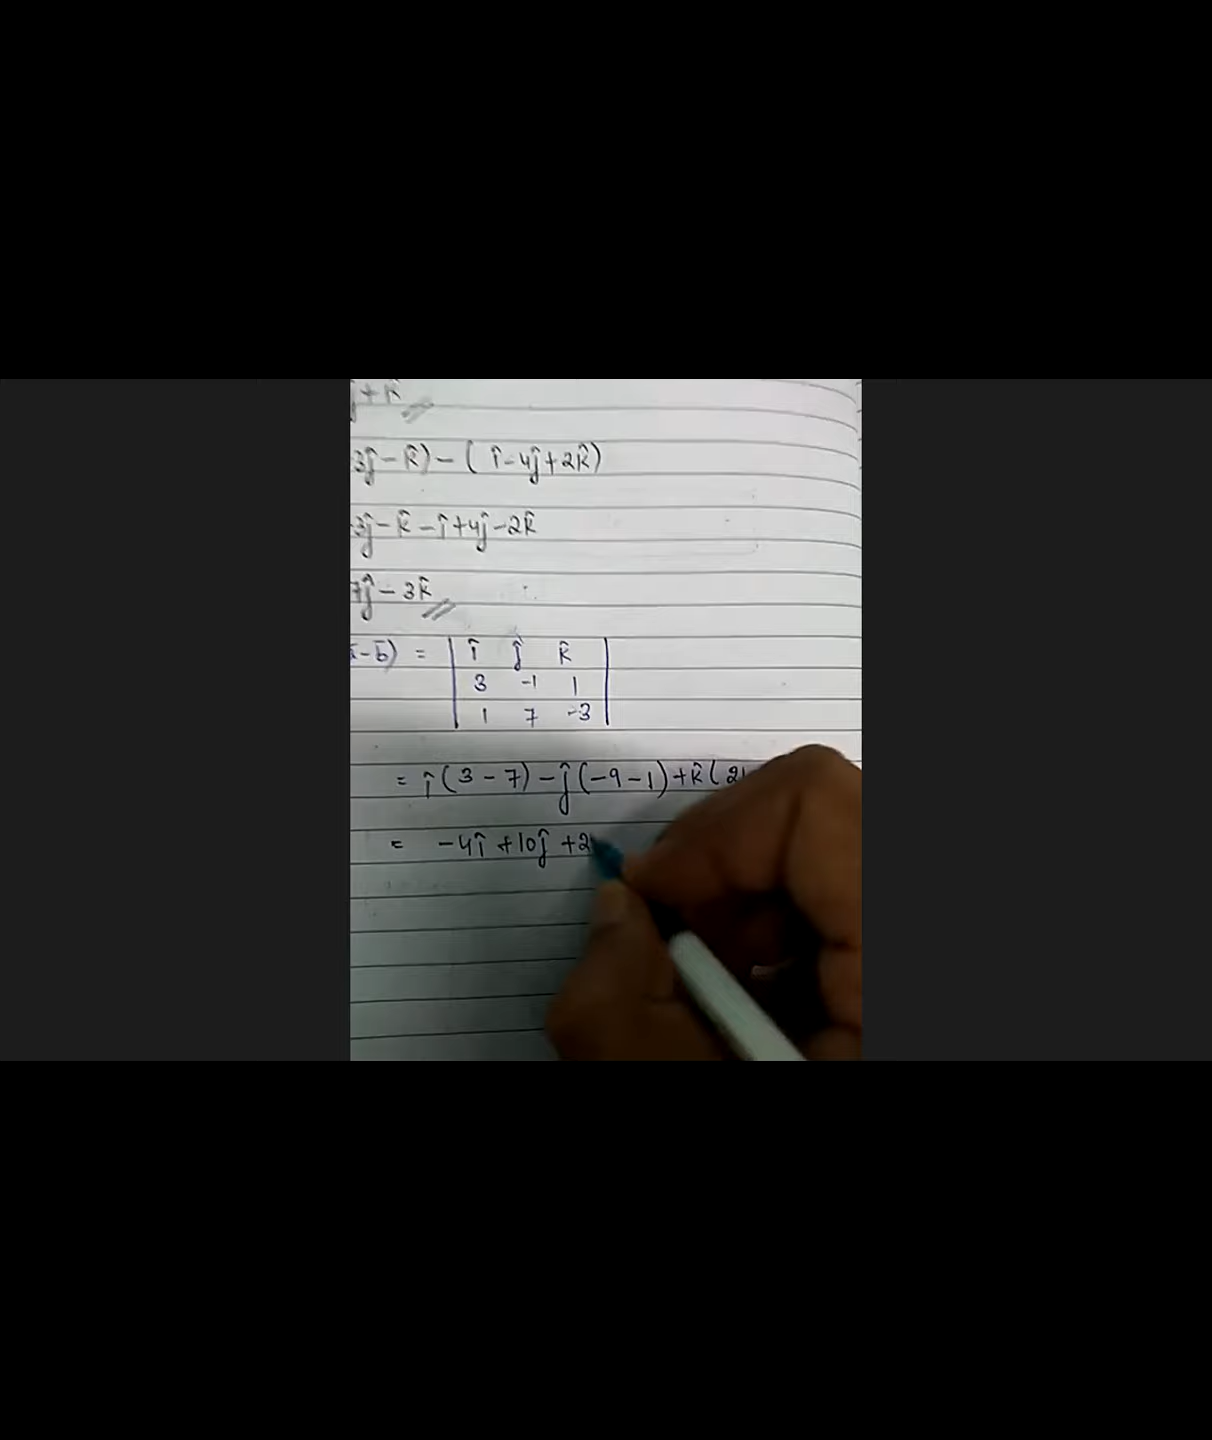 ĵ+k̂
3ĵ-k̂) - ( î-4ĵ+2k̂)
3ĵ-k̂-î+4ĵ-2k̂
7ĵ-3k̂
-b̄) = | î ĵ k̂ |
3 -1 1
1 7 -3
= î(3-7)-ĵ(-9-1)+k̂(21
= -4î+10ĵ+2